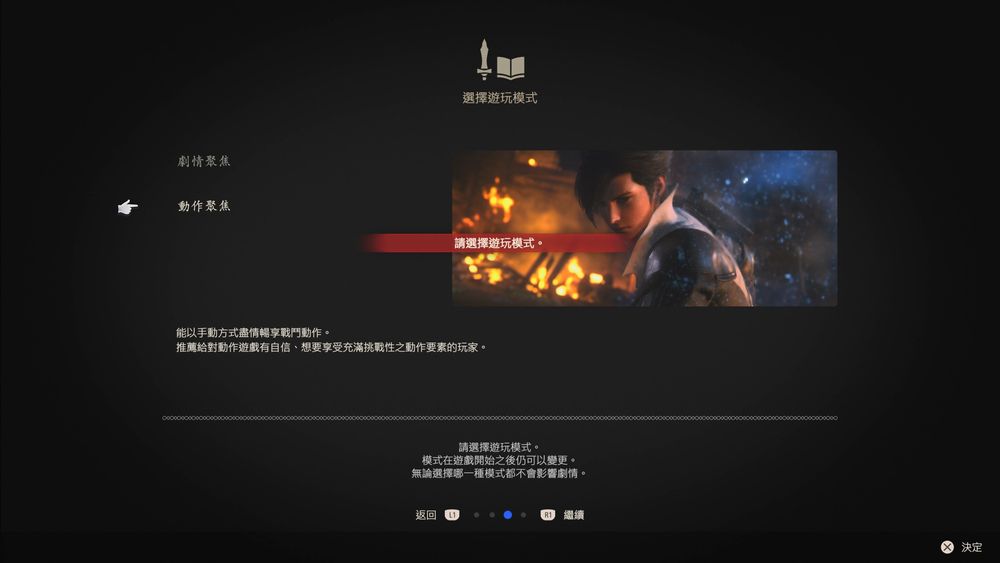 選擇遊玩模式
劇情聚焦
動作聚焦
請選擇遊玩模式。
能以手動方式盡情暢享戰鬥動作。
推薦給對動作遊戲有自信、想要享受充滿挑戰性之動作要素的玩家。
請選擇遊玩模式。
模式在遊戲開始之後仍可以變更。
無論選擇哪一種模式都不會影響劇情。
返回 L1 R1 繼續
決定